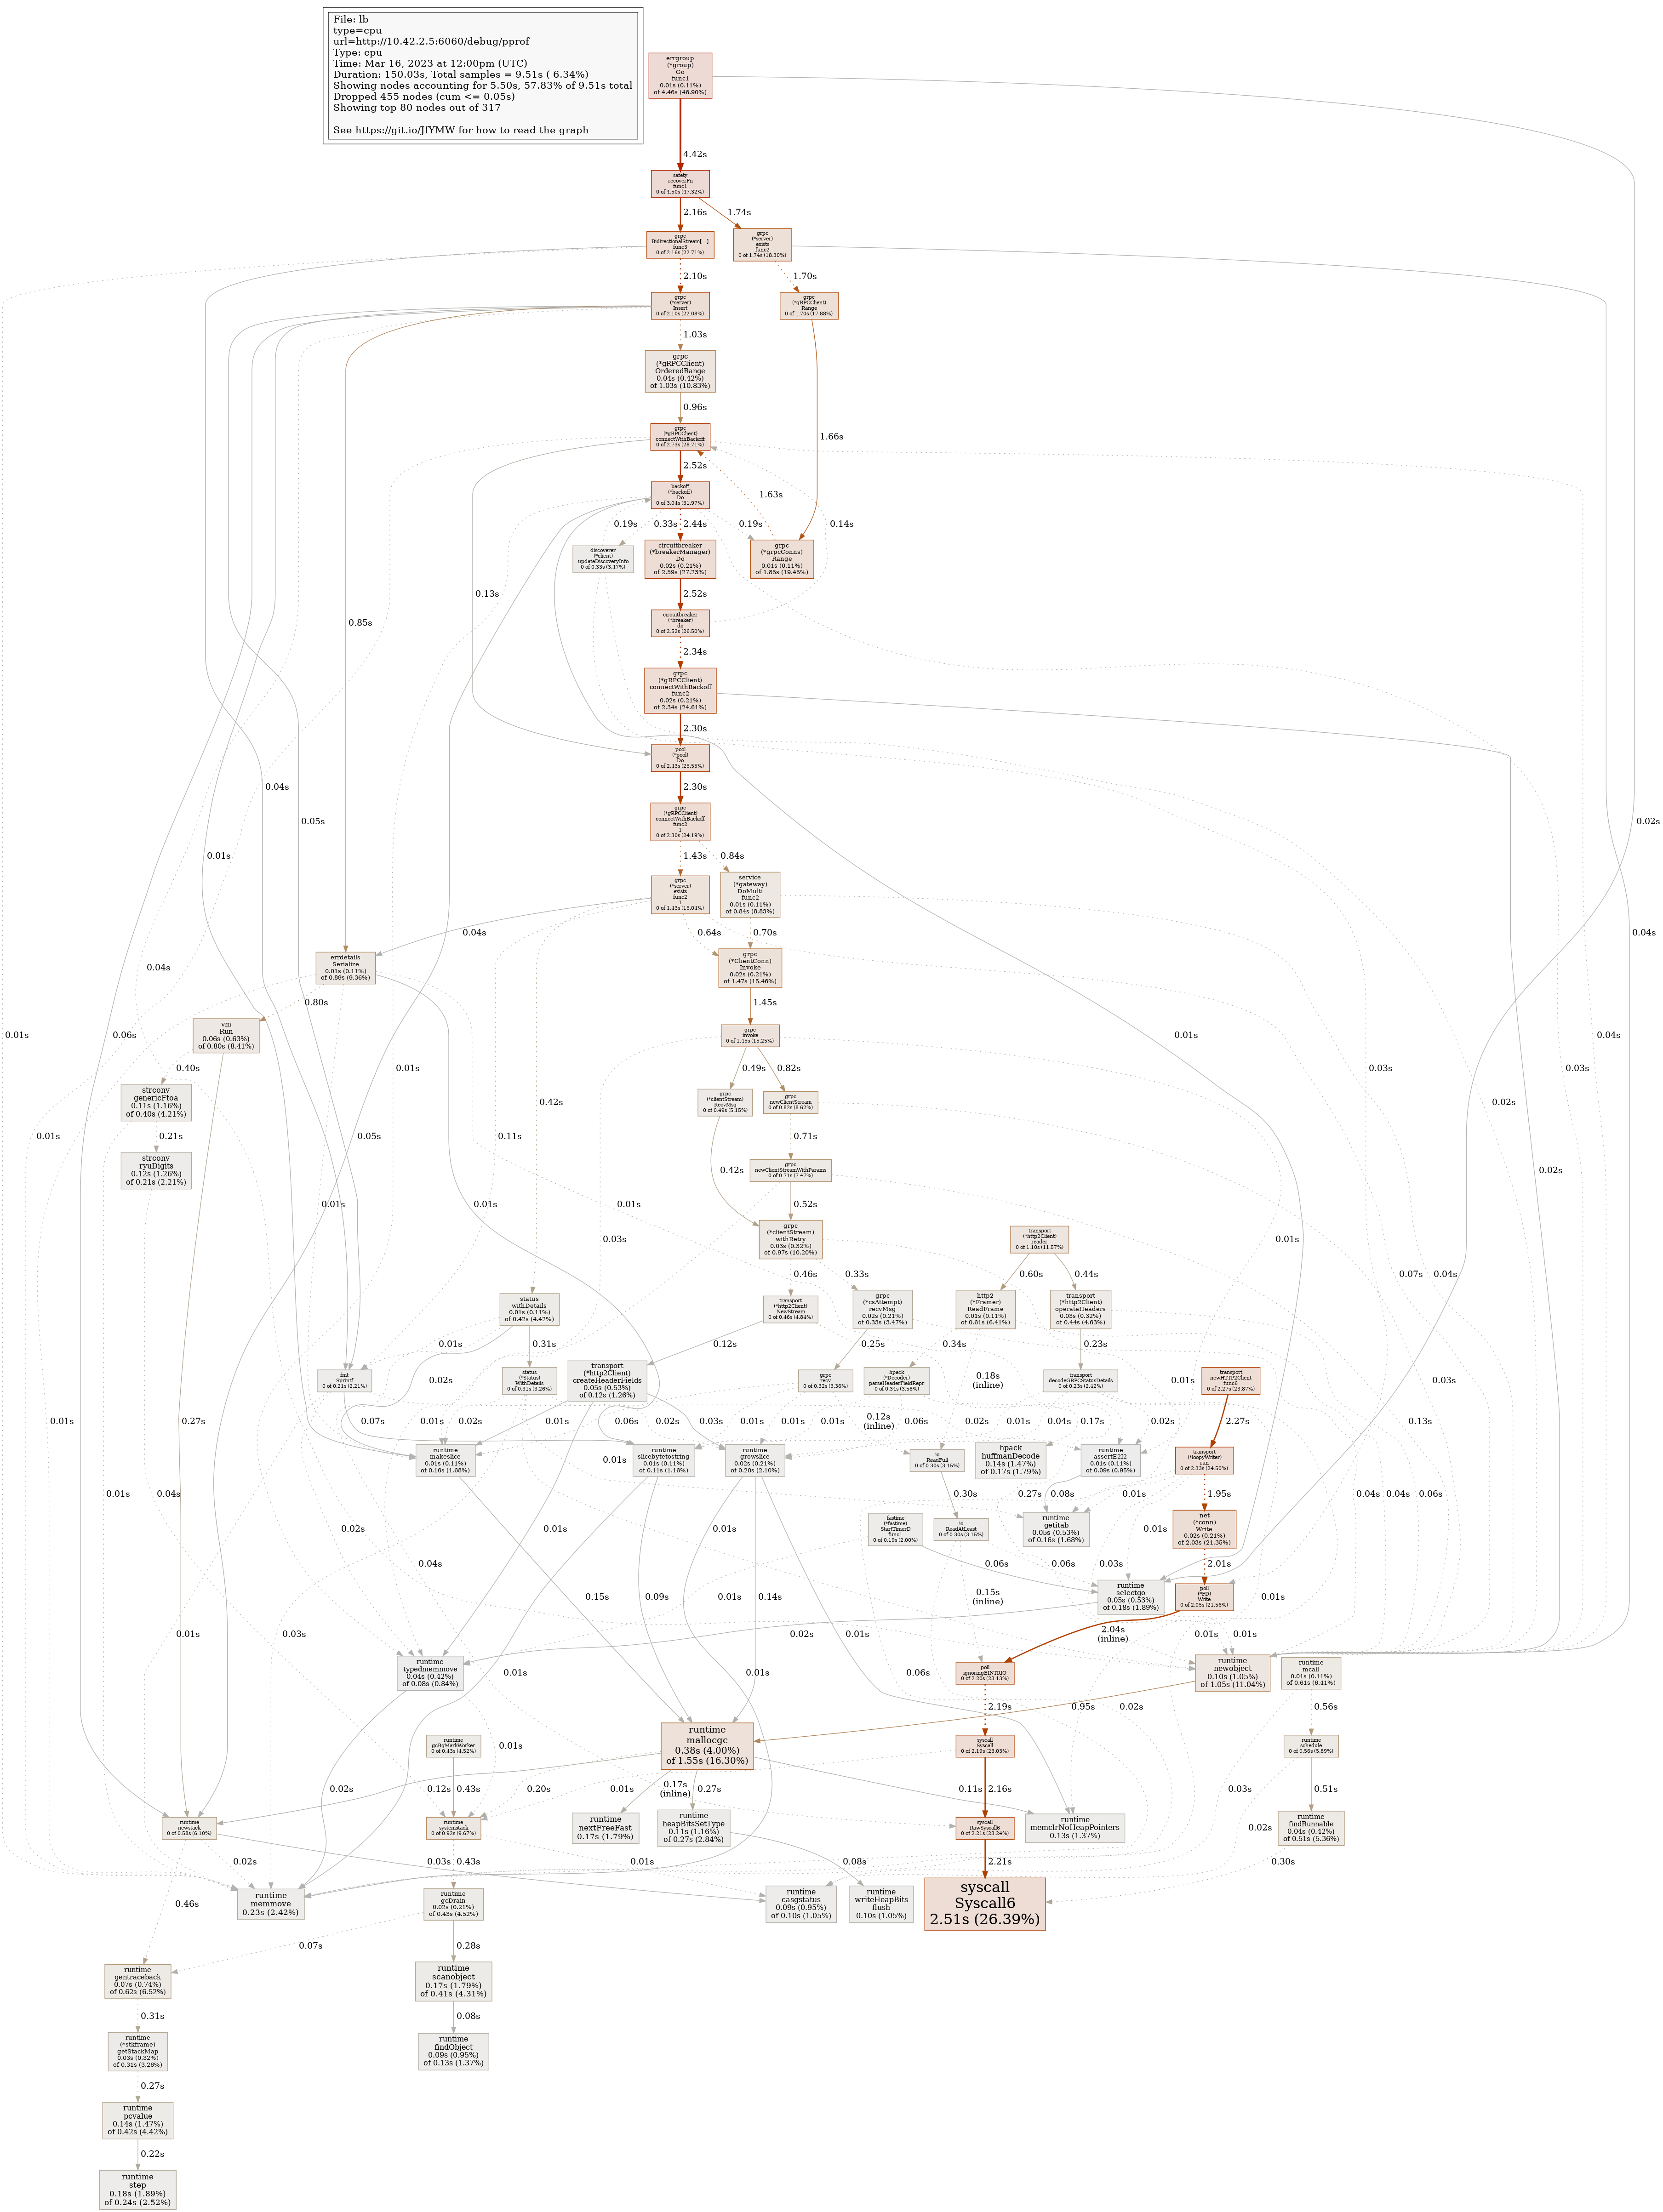 File: lb
type=cpu
url=http://10.42.2.5:6060/debug/pprof
Type: cpu
Time: Mar 16, 2023 at 12:00pm (UTC)
Duration: 150.03s, Total samples = 9.51s ( 6.34%)
Showing nodes accounting for 5.50s, 57.83% of 9.51s total
Dropped 455 nodes (cum <= 0.05s)
Showing top 80 nodes out of 317
See https://git.io/JfYMW for how to read the graph
errgroup
(*group)
Go
func1
0.01s (0.11%)
of 4.46s (46.90%)
4.42s
safety
recoverFn
func1
0 of 4.50s (47.32%)
2.16s
1.74s
grpc
BidirectionalStream[...]
func3
0 of 2.16s (22.71%)
grpc
(*server)
exists
func2
0 of 1.74s (18.30%)
2.10s
1.70s
grpc
(*server)
Insert
0 of 2.10s (22.08%)
grpc
(*gRPCClient)
Range
0 of 1.70s (17.88%)
1.03s
grpc
(*gRPCClient)
OrderedRange
0.04s (0.42%)
of 1.03s (10.83%)
0.96s
grpc
(*gRPCClient)
connectWithBackoff
0 of 2.73s (28.71%)
1.66s
2.52s
backoff
(*backoff)
Do
0 of 3.04s (31.97%)
1.63s
0.19s
0.33s
2.44s
0.19s
0.14s
discoverer
(*client)
updateDiscoveryInfo
0 of 0.33s (3.47%)
circuitbreaker
(*breakerManager)
Do
0.02s (0.21%)
of 2.59s (27.23%)
grpc
(*grpcConns)
Range
0.01s (0.11%)
of 1.85s (19.45%)
0.13s
2.52s
circuitbreaker
(*breaker)
do
0 of 2.52s (26.50%)
0.85s
2.34s
grpc
(*gRPCClient)
connectWithBackoff
func2
0.02s (0.21%)
of 2.34s (24.61%)
2.30s
pool
(*pool)
Do
0 of 2.43s (25.55%)
0.04s
2.30s
0.05s
grpc
(*gRPCClient)
connectWithBackoff
func2
1
0 of 2.30s (24.19%)
0.02s
0.01s
1.43s
0.84s
grpc
(*server)
exists
func2
1
0 of 1.43s (15.04%)
service
(*gateway)
DoMulti
func2
0.01s (0.11%)
of 0.84s (8.83%)
0.04s
0.64s
0.70s
0.04s
errdetails
Serialize
0.01s (0.11%)
of 0.89s (9.36%)
0.04s
grpc
(*ClientConn)
Invoke
0.02s (0.21%)
of 1.47s (15.46%)
0.80s
1.45s
0.01s
0.06s
vm
Run
0.06s (0.63%)
of 0.80s (8.41%)
grpc
invoke
0 of 1.45s (15.25%)
0.01s
0.04s
0.40s
0.01s
0.49s
0.82s
0.03s
0.03s
strconv
genericFtoa
0.11s (1.16%)
of 0.40s (4.21%)
0.42s
grpc
(*clientStream)
RecvMsg
0 of 0.49s (5.15%)
grpc
newClientStream
0 of 0.82s (8.62%)
0.02s
0.01s
0.21s
0.05s
0.11s
0.71s
0.02s
strconv
ryuDigits
0.12s (1.26%)
of 0.21s (2.21%)
0.42s
grpc
newClientStreamWithParams
0 of 0.71s (7.47%)
0.01s
0.01s
0.01s
0.52s
0.03s
grpc
(*clientStream)
withRetry
0.03s (0.32%)
of 0.97s (10.20%)
transport
(*http2Client)
reader
0 of 1.10s (11.57%)
0.01s
0.07s
0.04s
0.46s
0.33s
0.60s
0.44s
status
withDetails
0.01s (0.11%)
of 0.42s (4.42%)
transport
(*http2Client)
NewStream
0 of 0.46s (4.84%)
grpc
(*csAttempt)
recvMsg
0.02s (0.21%)
of 0.33s (3.47%)
http2
(*Framer)
ReadFrame
0.01s (0.11%)
of 0.61s (6.41%)
transport
(*http2Client)
operateHeaders
0.03s (0.32%)
of 0.44s (4.63%)
0.01s
0.31s
0.12s
0.25s
0.34s
0.23s
fmt
Sprintf
0 of 0.21s (2.21%)
0.02s
status
(*Status)
WithDetails
0 of 0.31s (3.26%)
transport
(*http2Client)
createHeaderFields
0.05s (0.53%)
of 0.12s (1.26%)
grpc
recv
0 of 0.32s (3.36%)
hpack
(*Decoder)
parseHeaderFieldRepr
0 of 0.34s (3.58%)
0.18s
(inline)
transport
decodeGRPCStatusDetails
0 of 0.23s (2.42%)
0.01s
transport
newHTTP2Client
func6
0 of 2.27s (23.87%)
0.03s
0.01s
0.27s
0.07s
0.01s
0.02s
0.01s
0.06s
0.02s
0.03s
0.01s
0.01s
0.01s
0.12s
(inline)
0.06s
0.02s
0.01s
0.04s
0.17s
0.02s
2.27s
0.13s
runtime
makeslice
0.01s (0.11%)
of 0.16s (1.68%)
0.01s
runtime
slicebytetostring
0.01s (0.11%)
of 0.11s (1.16%)
runtime
growslice
0.02s (0.21%)
of 0.20s (2.10%)
io
ReadFull
0 of 0.30s (3.15%)
hpack
huffmanDecode
0.14s (1.47%)
of 0.17s (1.79%)
runtime
assertE2I2
0.01s (0.11%)
of 0.09s (0.95%)
transport
(*loopyWriter)
run
0 of 2.33s (24.50%)
0.01s
0.04s
0.30s
0.27s
0.08s
0.01s
1.95s
0.04s
0.04s
0.06s
fastime
(*fastime)
StartTimerD
func1
0 of 0.19s (2.00%)
io
ReadAtLeast
0 of 0.30s (3.15%)
runtime
getitab
0.05s (0.53%)
of 0.16s (1.68%)
net
(*conn)
Write
0.02s (0.21%)
of 2.03s (21.35%)
0.02s
0.01s
0.01s
0.01s
0.04s
0.06s
0.06s
0.03s
2.01s
0.15s
0.09s
0.14s
0.01s
0.15s
(inline)
runtime
selectgo
0.05s (0.53%)
of 0.18s (1.89%)
poll
(*FD)
Write
0 of 2.05s (21.56%)
0.01s
0.01s
0.03s
0.02s
2.04s
(inline)
0.01s
0.01s
runtime
typedmemmove
0.04s (0.42%)
of 0.08s (0.84%)
0.01s
0.01s
0.01s
0.06s
poll
ignoringEINTRIO
0 of 2.20s (23.13%)
runtime
newobject
0.10s (1.05%)
of 1.05s (11.04%)
runtime
mcall
0.01s (0.11%)
of 0.61s (6.41%)
2.19s
0.02s
0.95s
0.56s
runtime
gcBgMarkWorker
0 of 0.43s (4.52%)
0.01s
runtime
mallocgc
0.38s (4.00%)
of 1.55s (16.30%)
syscall
Syscall
0 of 2.19s (23.03%)
runtime
schedule
0 of 0.56s (5.89%)
0.02s
0.12s
0.43s
0.20s
0.01s
0.17s
(inline)
0.27s
0.11s
2.16s
0.03s
0.51s
runtime
newstack
0 of 0.58s (6.10%)
runtime
systemstack
0 of 0.92s (9.67%)
runtime
nextFreeFast
0.17s (1.79%)
runtime
heapBitsSetType
0.11s (1.16%)
of 0.27s (2.84%)
syscall
RawSyscall6
0 of 2.21s (23.24%)
runtime
memclrNoHeapPointers
0.13s (1.37%)
0.02s
runtime
findRunnable
0.04s (0.42%)
of 0.51s (5.36%)
0.02s
0.03s
0.43s
0.01s
0.08s
2.21s
0.30s
0.46s
runtime
memmove
0.23s (2.42%)
runtime
gcDrain
0.02s (0.21%)
of 0.43s (4.52%)
runtime
casgstatus
0.09s (0.95%)
of 0.10s (1.05%)
runtime
writeHeapBits
flush
0.10s (1.05%)
syscall
Syscall6
2.51s (26.39%)
0.07s
0.28s
runtime
gentraceback
0.07s (0.74%)
of 0.62s (6.52%)
runtime
scanobject
0.17s (1.79%)
of 0.41s (4.31%)
0.31s
0.08s
runtime
(*stkframe)
getStackMap
0.03s (0.32%)
of 0.31s (3.26%)
runtime
findObject
0.09s (0.95%)
of 0.13s (1.37%)
0.27s
runtime
pcvalue
0.14s (1.47%)
of 0.42s (4.42%)
0.22s
runtime
step
0.18s (1.89%)
of 0.24s (2.52%)